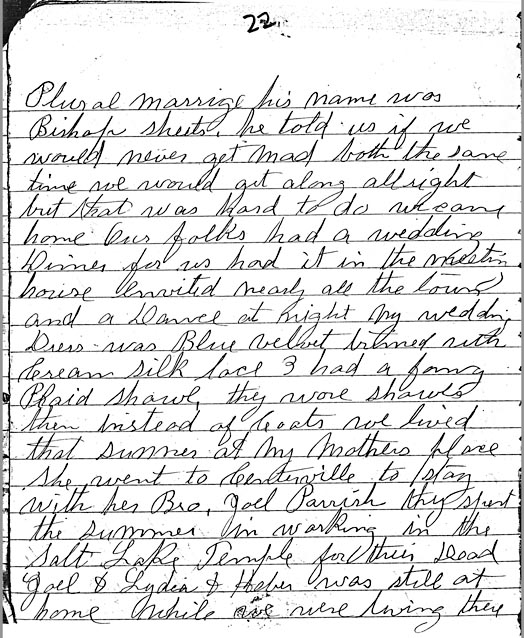 22
Plural marrige his name was
Bishop sheets, he told us if we
would never get mad both the same
time we would get along allright
but that was hard to do we came
home Our folks had a wedding
Dinner for us had it in the meetin
house Envited nearly all the town
and a Dance at night My weddin
Dress was Blue velvet trimed with
Cream silk lace I had a fancy
Plaid shawl, they wore shawls
then instead of Coats we lived
that summer at My Mothers place
She went to Centerville to stay
with her Bro, Joel Parrish they spent
the summer in working in the
Salt Lake Temple for their Dead
Joel & Lydia & Heber was still at
home While we were living there